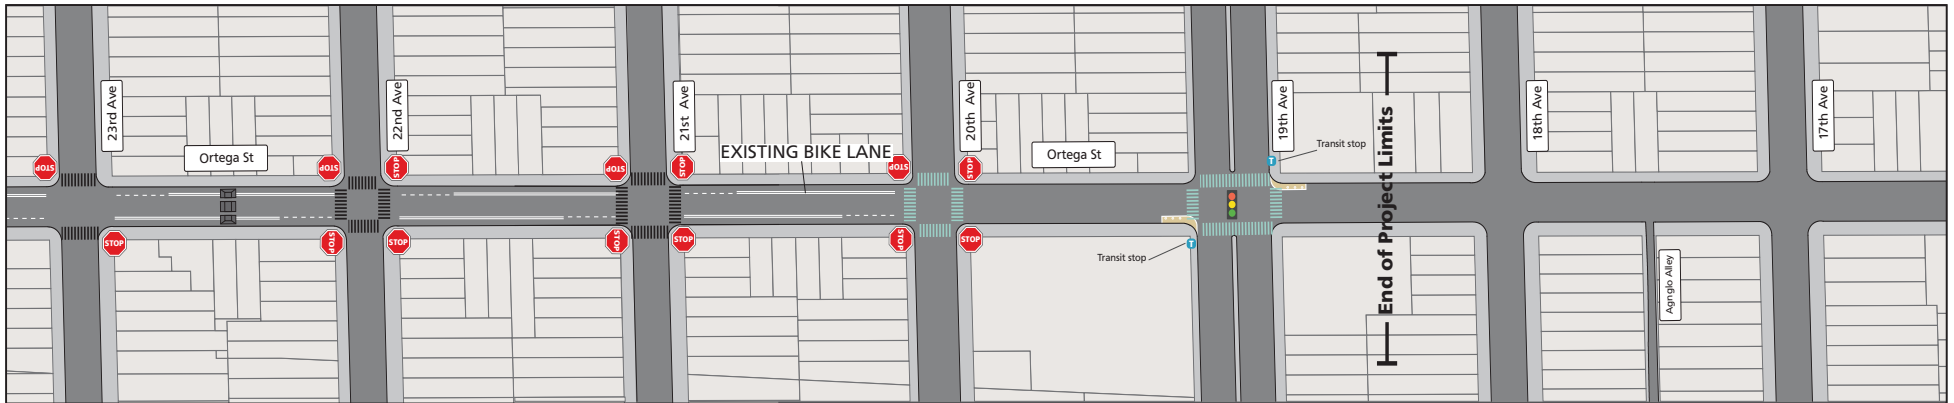 23rd Ave
22nd Ave
21st Ave
20th Ave
19th Ave
18th Ave
17th Ave
Transit stop
T
Ortega St
EXISTING BIKE LANE
Ortega St
STOP
STOP
STOP
STOP
STOP
STOP
STOP
End of Project Limits
STOP
STOP
STOP
STOP
STOP
STOP
STOP
T
Transit stop
Agnglo Alley